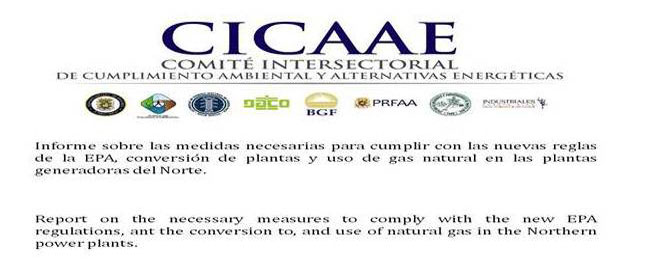 CICAAE
COMITÉ INTERSECTORIAL
DE CUMPLIMIENTO AMBIENTAL Y ALTERNATIVAS ENERGÉTICAS
BGF PRFAA INDUSTRIALES
Informe sobre las medidas necesarias para cumplir con las nuevas reglas
de la EPA, conversión de plantas y uso de gas natural en las plantas
generadoras del Norte.
Report on the necessary measures to comply with the new EPA
regulations, ant the conversion to, and use of natural gas in the Northern
power plants.